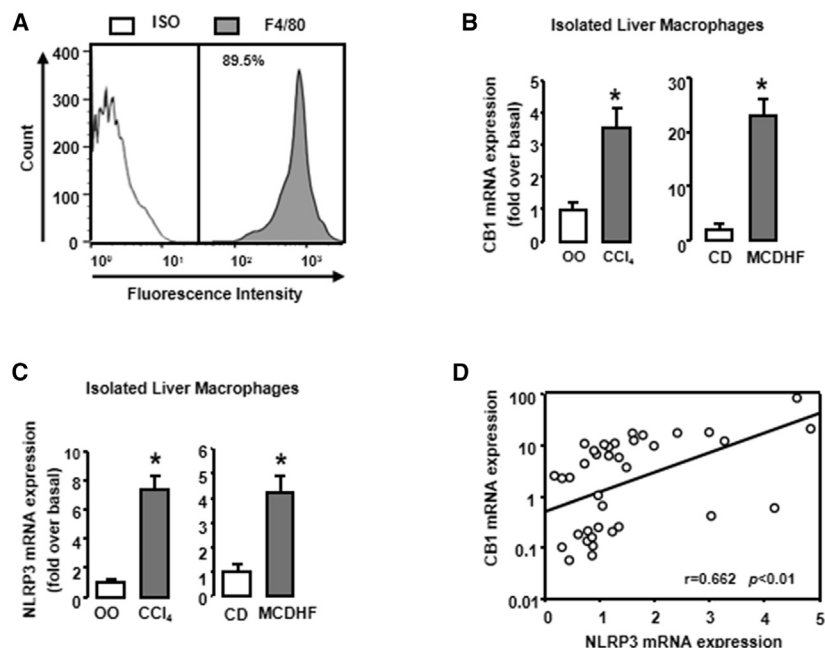 A
ISO F4/80
89.5%
400
300
200
100
0
Count
10⁰ 10¹ 10² 10³
Fluorescence Intensity
B
Isolated Liver Macrophages
CB1 mRNA expression
(fold over basal)
5
4
3
2
1
0
*
OO CCl₄
30
20
10
0
*
CD MCDHF
C
Isolated Liver Macrophages
NLRP3 mRNA expression
(fold over basal)
10
8
6
4
2
0
*
OO CCl₄
6
5
4
3
2
1
0
*
CD MCDHF
D
CB1 mRNA expression
100
10
1
0.1
0.01
r=0.662 p<0.01
0 1 2 3 4 5
NLRP3 mRNA expression